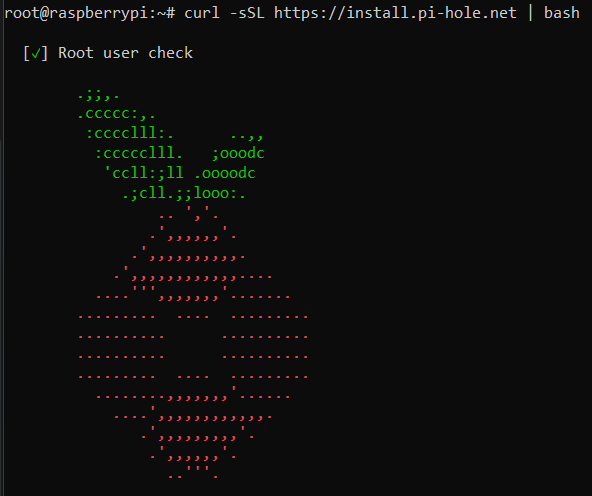 root@raspberrypi:~# curl -sSL https://install.pi-hole.net | bash

  [✓] Root user check

        .;;,.
        .ccccc:,.
         :cccclll:.      ..,,
          :ccccclll.   ;ooodc
           'ccll:;ll .oooodc
             .;cll.;;looo:.
                 .. ','.
                .',,,,,,'.
              .',,,,,,,,,,.
            .',,,,,,,,,,,,....
          ....''',,,,,,,'.......
        .........  ....  .........
        ..........      ..........
        ..........      ..........
        .........  ....  .........
          ........,,,,,,,'......
            ....',,,,,,,,,,,,.
               .',,,,,,,,,'.
                .',,,,,,'.
                  ..'''.